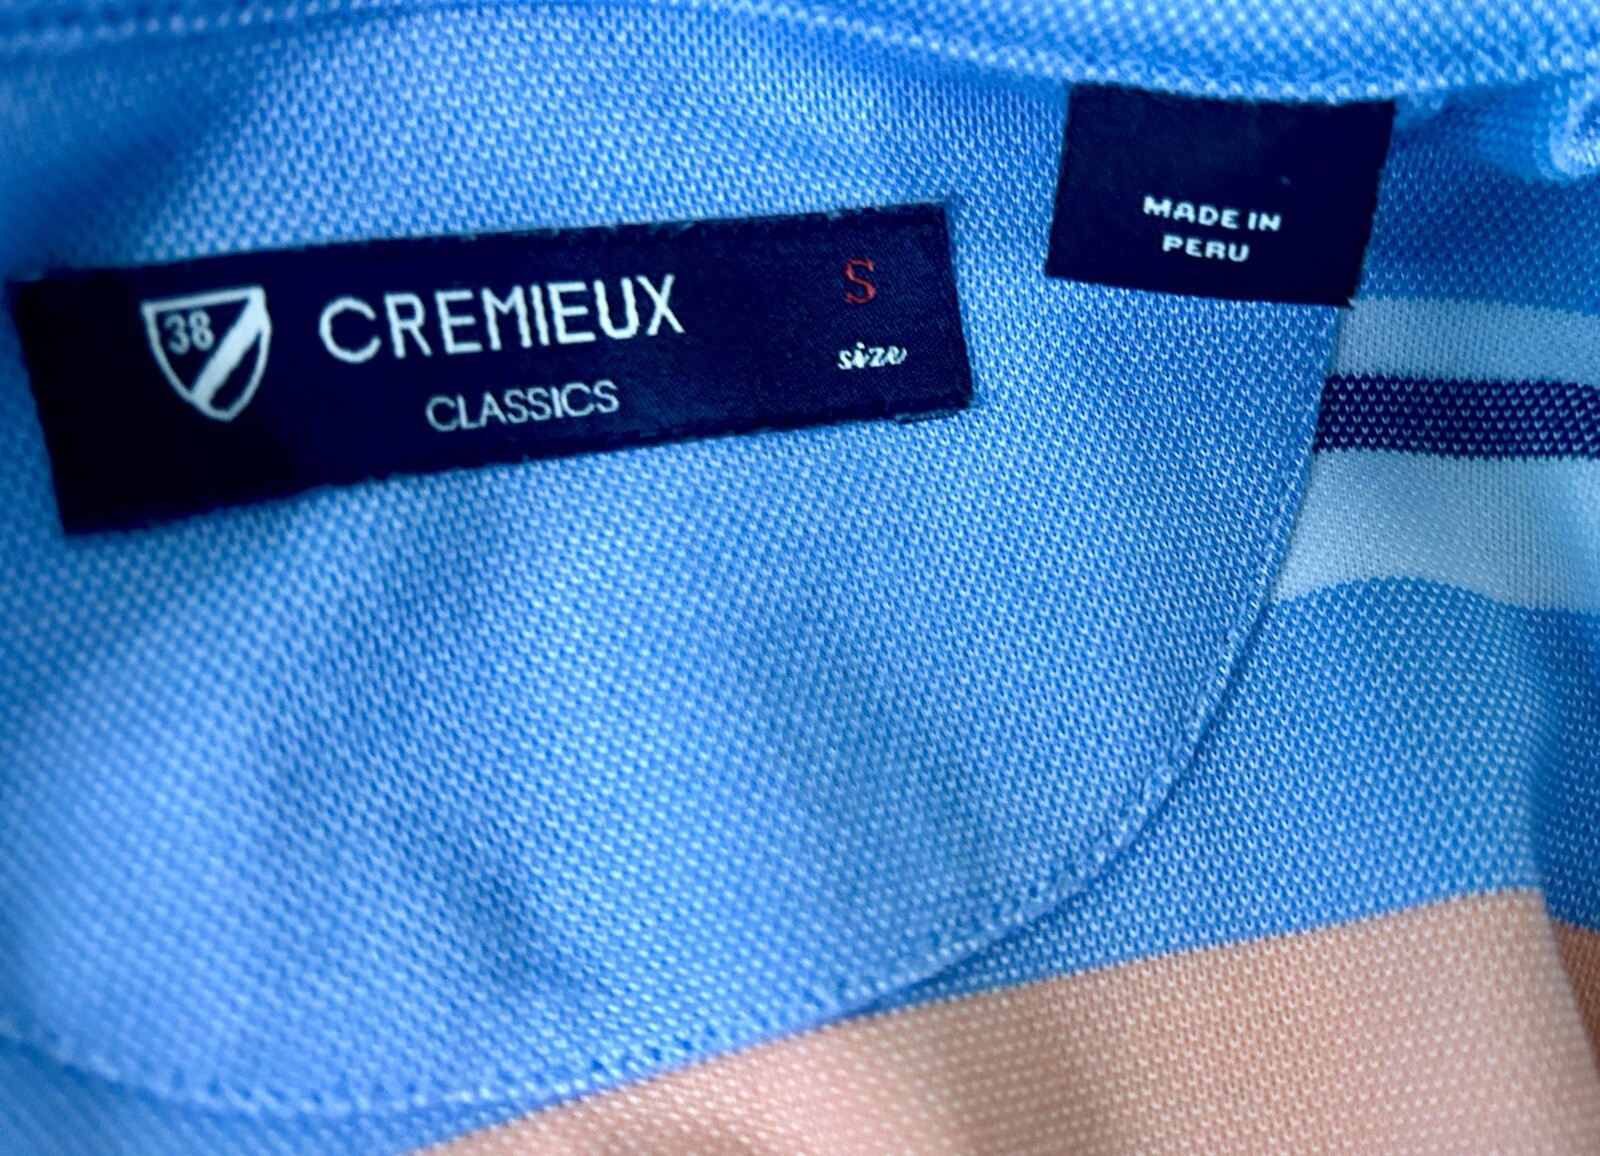 38
CREMIEUX
CLASSICS
S
size
MADE IN
PERU